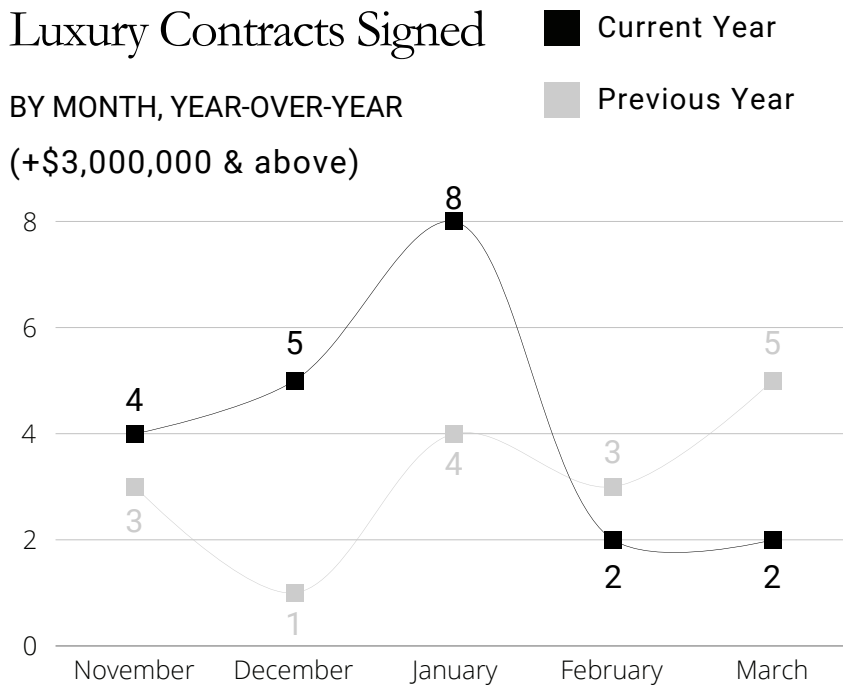 Luxury Contracts Signed
BY MONTH, YEAR-OVER-YEAR
(+$3,000,000 & above)
Current Year
Previous Year
8
8
6
5
5
4
4
3
4
3
2
1
2
2
0
November December January February March